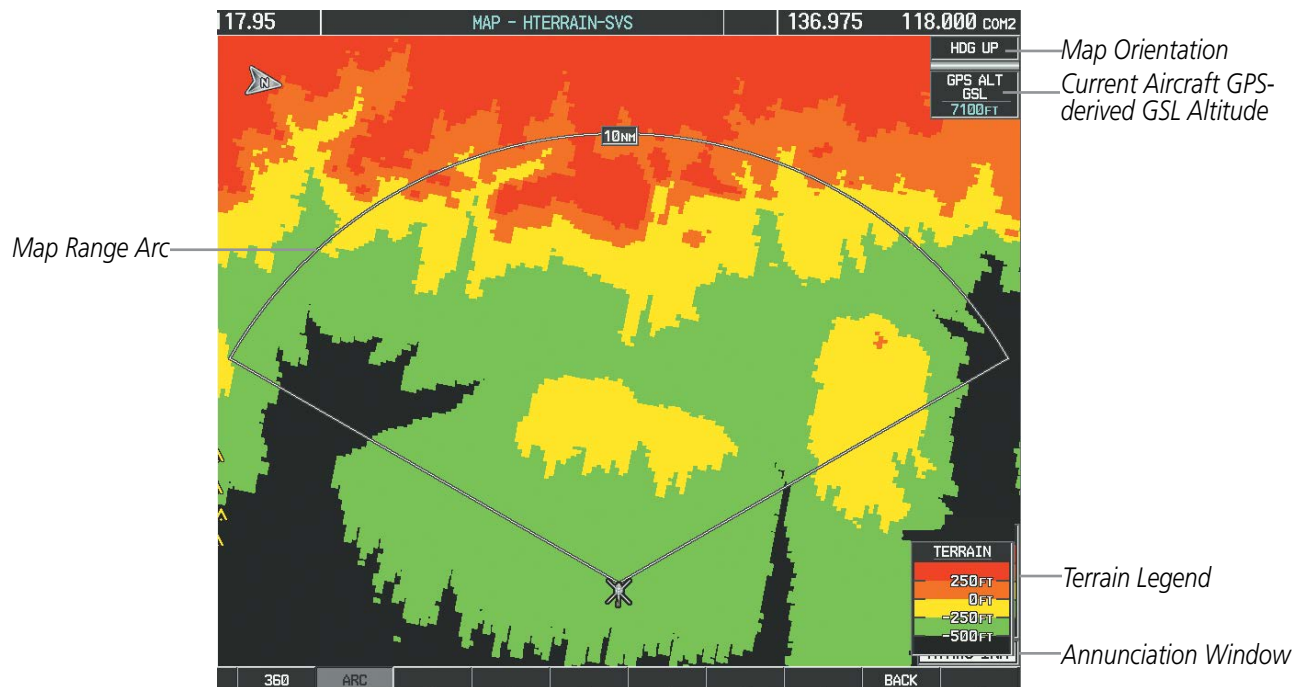 117.95 MAP - HTERRAIN-SVS 136.975 118.000 COM2
HDG UP
Map Orientation
N
GPS ALT
GSL
7100FT
Current Aircraft GPS-
derived GSL Altitude
10NM
Map Range Arc
TERRAIN
250FT
0FT
-250FT
-500FT
Terrain Legend
Annunciation Window
360 ARC BACK